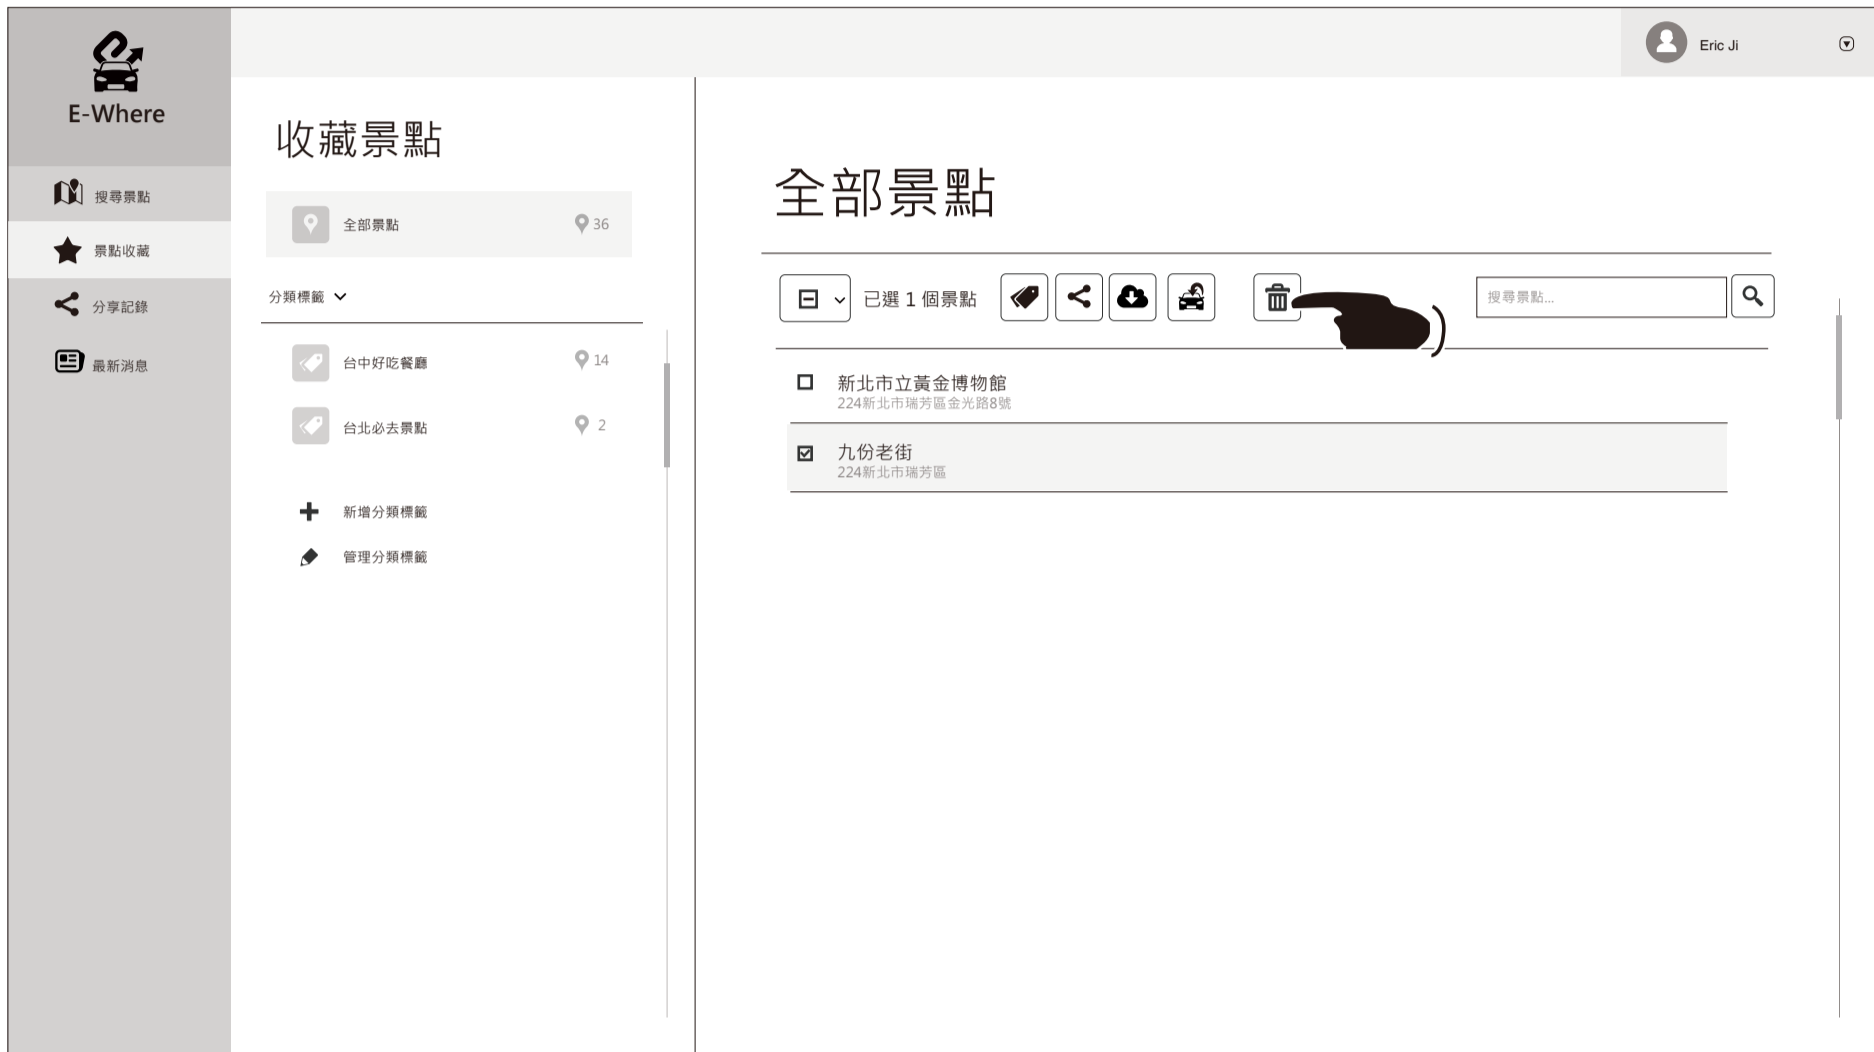 E-Where
Eric Ji
搜尋景點
景點收藏
分享記錄
最新消息
收藏景點
全部景點 36
分類標籤
台中好吃餐廳 14
台北必去景點 2
新增分類標籤
管理分類標籤
全部景點
已選 1 個景點
搜尋景點...
新北市立黃金博物館
224新北市瑞芳區金光路8號
九份老街
224新北市瑞芳區